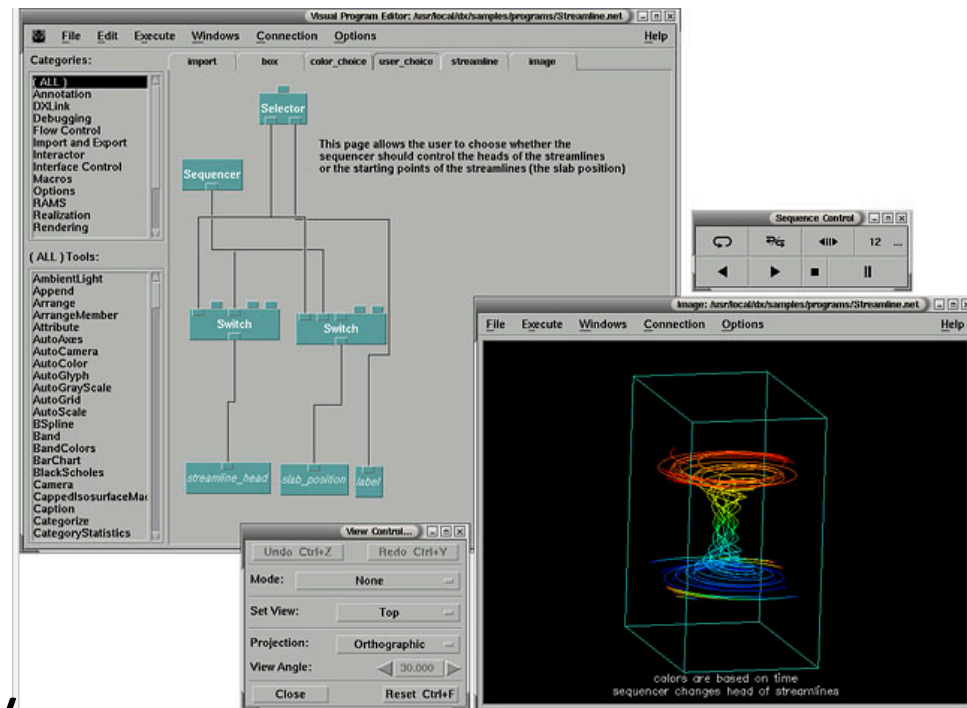 Visual Program Editor: /usr/local/dx/samples/programs/Streamline.net
File Edit Execute Windows Connection Options Help
Categories:
import box color_choice user_choice streamline image
( ALL )
Annotation
DXLink
Debugging
Flow Control
Import and Export
Interactor
Interface Control
Macros
Options
RAMS
Realization
Rendering
Selector
This page allows the user to choose whether the
sequencer should control the heads of the streamlines
or the starting points of the streamlines (the slab position)
Sequencer
( ALL ) Tools:
AmbientLight
Append
Arrange
ArrangeMember
Attribute
AutoAxes
AutoCamera
AutoColor
AutoGlyph
AutoGrayScale
AutoGrid
AutoScale
BSpline
Band
BandColors
BarChart
BlackScholes
Camera
CappedIsosurfaceMac
Caption
Categorize
CategoryStatistics
Switch
Switch
streamline_head
slab_position
label
Sequence Control
12 ...
Image: /usr/local/dx/samples/programs/Streamline.net
File Execute Windows Connection Options Help
colors are based on time
sequencer changes head of streamlines
View Control...
Undo Ctrl+Z Redo Ctrl+Y
Mode: None
Set View: Top
Projection: Orthographic
View Angle: 30.000
Close Reset Ctrl+F